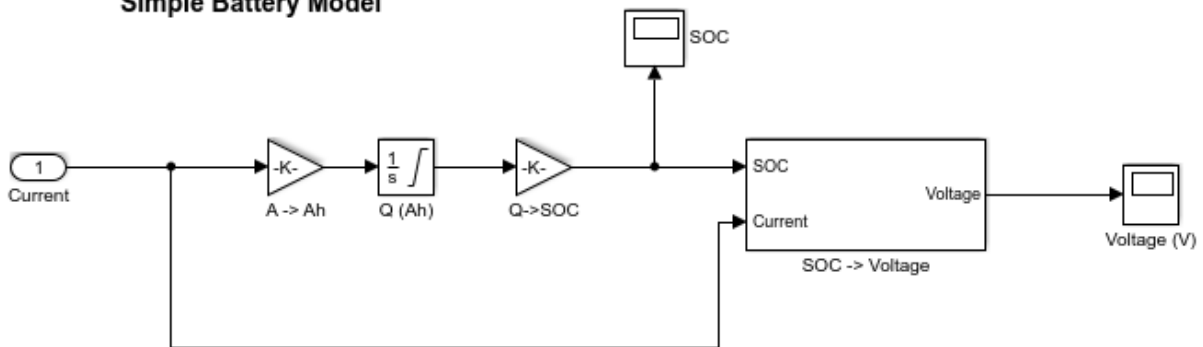 Simple Battery Model
SOC
1
Current
-K-
A -> Ah
1
s
Q (Ah)
-K-
Q->SOC
SOC
Current
Voltage
SOC -> Voltage
Voltage (V)